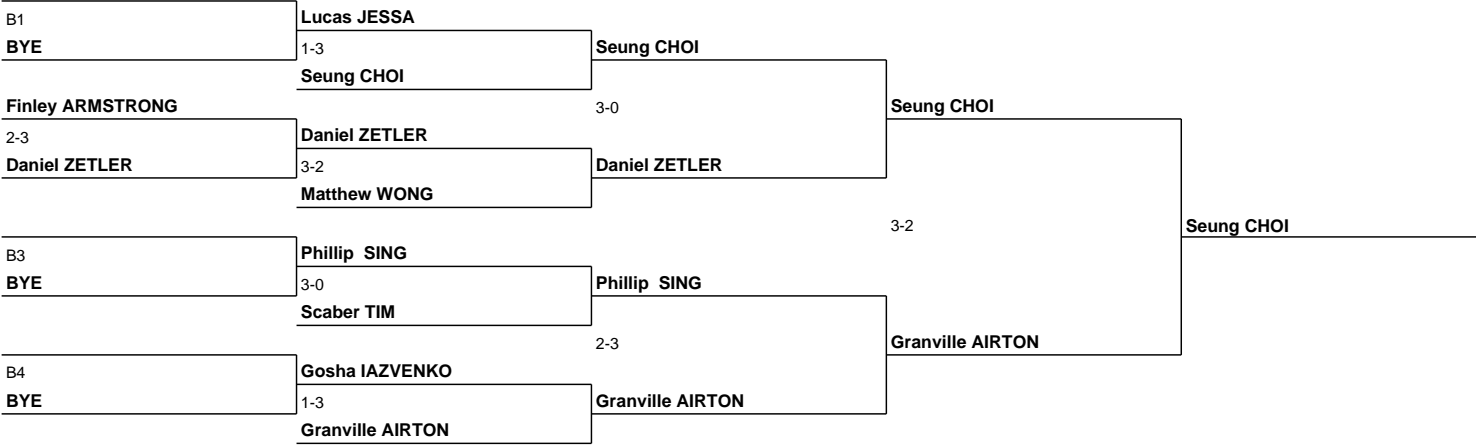 B1
BYE
Finley ARMSTRONG
2-3
Daniel ZETLER
B3
BYE
B4
BYE
Lucas JESSA
1-3
Seung CHOI
Daniel ZETLER
3-2
Matthew WONG
Phillip  SING
3-0
Scaber TIM
Gosha IAZVENKO
1-3
Granville AIRTON
Seung CHOI
3-0
Daniel ZETLER
Phillip  SING
2-3
Granville AIRTON
Seung CHOI
3-2
Granville AIRTON
Seung CHOI